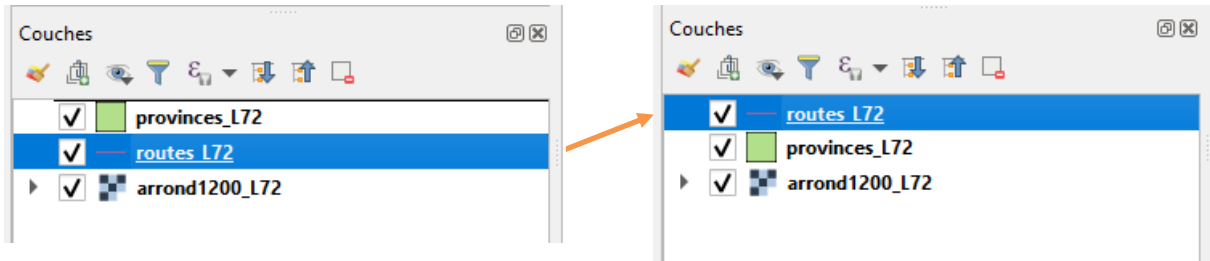 Couches
provinces_L72
routes_L72
arrond1200_L72
Couches
routes_L72
provinces_L72
arrond1200_L72